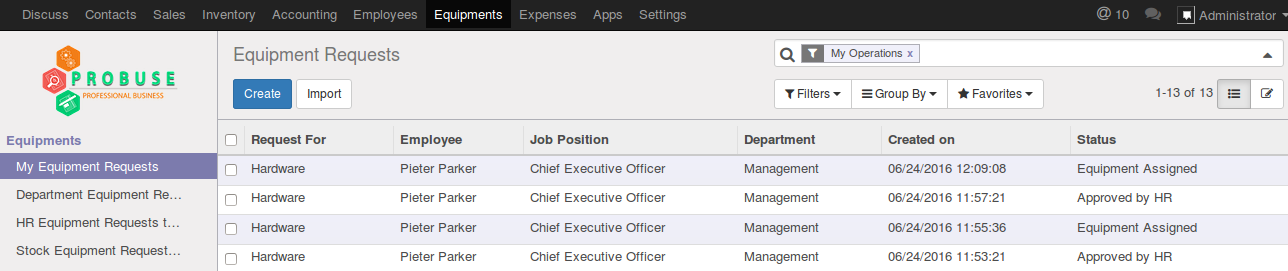 Discuss Contacts Sales Inventory Accounting Employees Equipments Expenses Apps Settings @ 10 Administrator
PROBUSE
PROFESSIONAL BUSINESS
Equipments
My Equipment Requests
Department Equipment Re...
HR Equipment Requests t...
Stock Equipment Request...
Equipment Requests
My Operations x
Create Import
Filters Group By Favorites 1-13 of 13
Request For Employee Job Position Department Created on Status
Hardware Pieter Parker Chief Executive Officer Management 06/24/2016 12:09:08 Equipment Assigned
Hardware Pieter Parker Chief Executive Officer Management 06/24/2016 11:57:21 Approved by HR
Hardware Pieter Parker Chief Executive Officer Management 06/24/2016 11:55:36 Equipment Assigned
Hardware Pieter Parker Chief Executive Officer Management 06/24/2016 11:53:21 Approved by HR